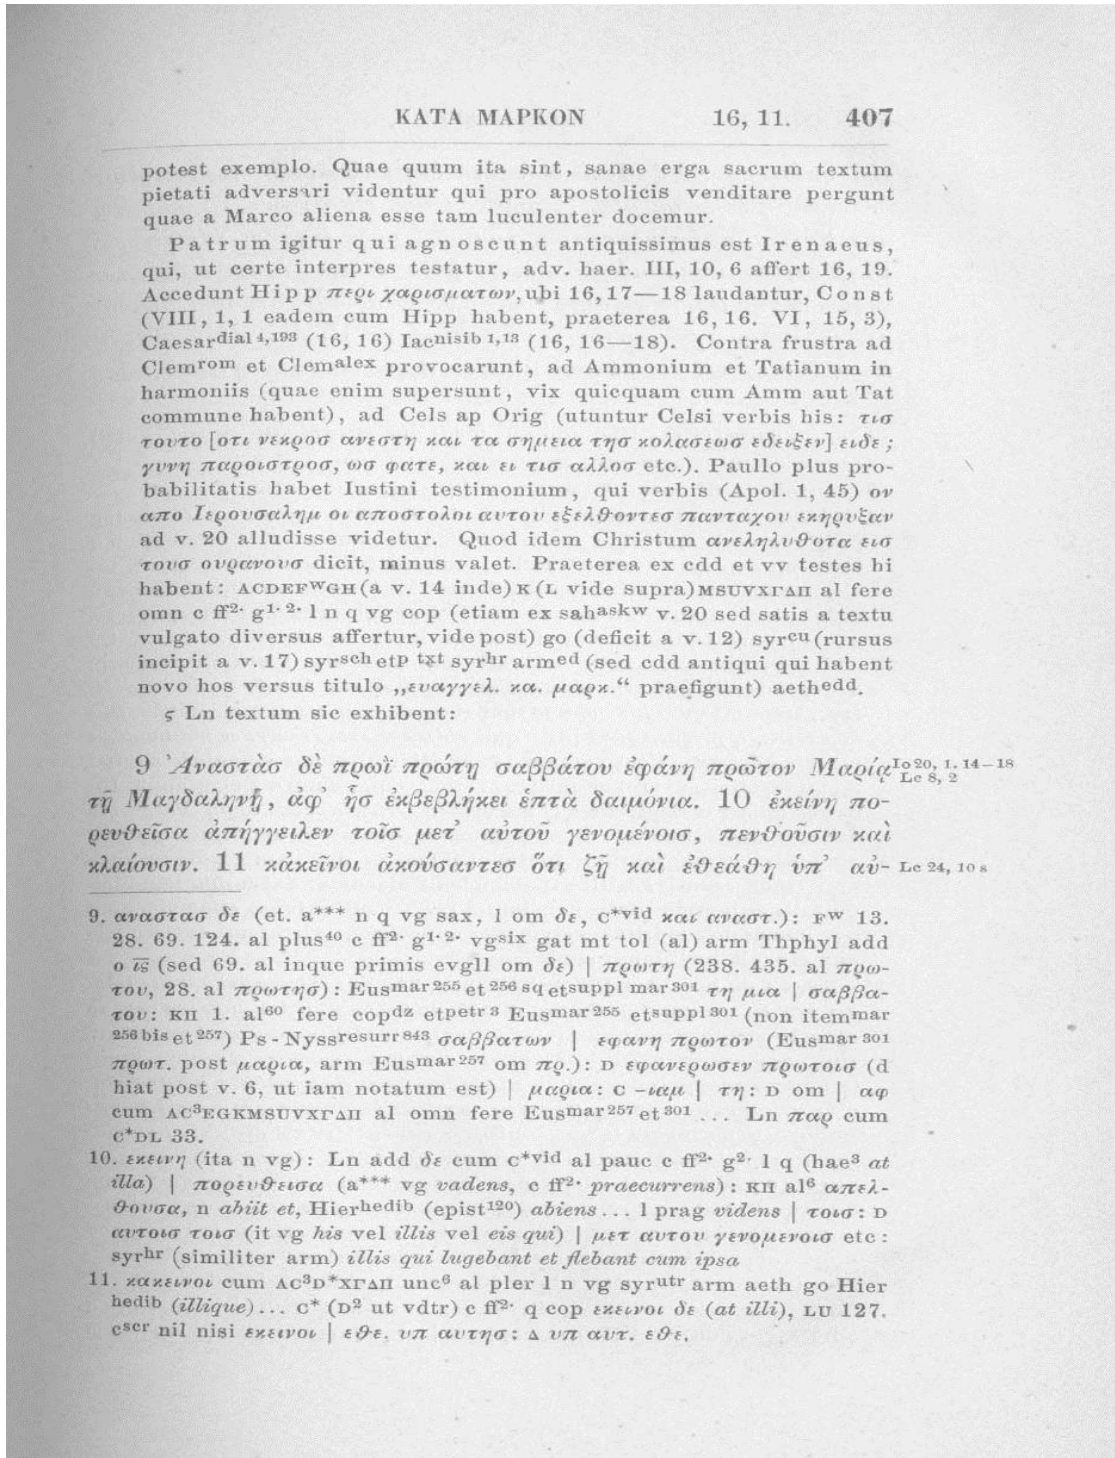 ΚΑΤΑ ΜΑΡΚΟΝ 16, 11. 407
potest exemplo. Quae quum ita sint, sanae erga sacrum textum
pietati adversari videntur qui pro apostolicis venditare pergunt
quae a Marco aliena esse tam luculenter docemur.
Patrum igitur qui agnoscunt antiquissimus est Irenaeus,
qui, ut certe interpres testatur, adv. haer. III, 10, 6 affert 16, 19.
Accedunt Hipp περι χαρισματων, ubi 16, 17—18 laudantur, Const
(VIII, 1, 1 eadem cum Hipp habent, praeterea 16, 16. VI, 15, 3),
Caesardial 4,193 (16, 16) Iacnisib 1,13 (16, 16—18). Contra frustra ad
Clemrom et Clemalex provocarunt, ad Ammonium et Tatianum in
harmoniis (quae enim supersunt, vix quicquam cum Amm aut Tat
commune habent), ad Cels ap Orig (utuntur Celsi verbis his: τισ
τουτο [οτι νεκροσ ανεστη και τα σημεια τησ κολασεωσ εδειξεν] ειδε ;
γυνη παροιστροσ, ωσ φατε, και ει τισ αλλοσ etc.). Paullo plus pro-
babilitatis habet Iustini testimonium, qui verbis (Apol. 1, 45) ον
απο Ιερουσαλημ οι αποστολοι αυτου εξελθοντεσ πανταχου εκηρυξαν
ad v. 20 alludisse videtur. Quod idem Christum ανεληλυθοτα εισ
τουσ ουρανουσ dicit, minus valet. Praeterea ex cdd et vv testes hi
habent: ACDEFWGH (a v. 14 inde) K (L vide supra) MSUVXΓΔΠ al fere
omn c ff2· g1· 2· l n q vg cop (etiam ex sahaskw v. 20 sed satis a textu
vulgato diversus affertur, vide post) go (deficit a v. 12) syrcu (rursus
incipit a v. 17) syrsch etp txt syrhr armed (sed cdd antiqui qui habent
novo hos versus titulo „ευαγγελ. κα. μαρκ.“ praefigunt) aethedd.
ς Ln textum sic exhibent:
9 Ἀναστὰσ δὲ πρωῒ πρώτῃ σαββάτου ἐφάνη πρῶτον Μαρίᾳ Io 20, 1. 14–18
Lc 8, 2
τῇ Μαγδαληνῇ, ἀφ’ ἧσ ἐκβεβλήκει ἑπτὰ δαιμόνια. 10 ἐκείνη πο-
ρευθεῖσα ἀπήγγειλεν τοῖσ μετ’ αὐτοῦ γενομένοισ, πενθοῦσιν καὶ
κλαίουσιν. 11 κἀκεῖνοι ἀκούσαντεσ ὅτι ζῇ καὶ ἐθεάθη ὑπ’ αὐ- Lc 24, 10 s
9. αναστασ δε (et. a*** n q vg sax, l om δε, c*vid και αναστ.): FW 13.
28. 69. 124. al plus40 c ff2· g1· 2· vgsix gat mt tol (al) arm Thphyl add
ο ις̅ (sed 69. al inque primis evgll om δε) | πρωτη (238. 435. al πρω-
του, 28. al πρωτησ): Eusmar 255 et 256 sq etsuppl mar 301 τη μια | σαββα-
του: KΠ 1. al60 fere copdz etpetr 3 Eusmar 255 etsuppl 301 (non itemmar
256 bis et 257) Ps-Nyssresurr 843 σαββατων | εφανη πρωτον (Eusmar 301
πρωτ. post μαρια, arm Eusmar 257 om πρ.): D εφανερωσεν πρωτοισ (d
hiat post v. 6, ut iam notatum est) | μαρια: C –ιαμ | τη: D om | αφ
cum AC3EGKMSUVXΓΔΠ al omn fere Eusmar 257 et 301 ... Ln παρ cum
C*DL 33.
10. εκεινη (ita n vg): Ln add δε cum C*vid al pauc c ff2· g2· l q (hae3 at
illa) | πορευθεισα (a*** vg vadens, c ff2· praecurrens): KΠ al6 απελ-
θουσα, n abiit et, Hierhedib (epist120) abiens ... l prag videns | τοισ: D
αυτοισ τοισ (it vg his vel illis vel eis qui) | μετ αυτου γενομενοισ etc:
syrhr (similiter arm) illis qui lugebant et flebant cum ipsa
11. κακεινοι cum AC3D*XΓΔΠ unc6 al pler l n vg syrutr arm aeth go Hier
hedib (illique) ... C* (D2 ut vdtr) c ff2· q cop εκεινοι δε (at illi), LU 127.
cscr nil nisi εκεινοι | εθε. υπ αυτησ: Δ υπ αυτ. εθε.